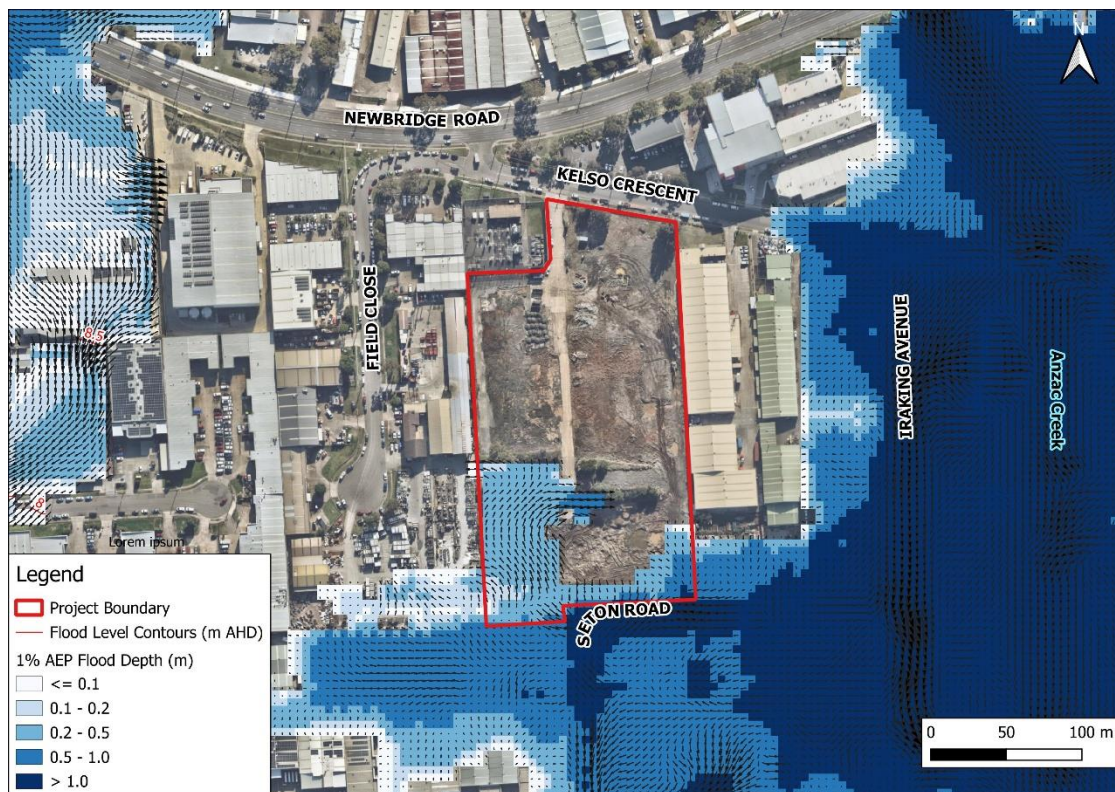 N
NEWBRIDGE ROAD
KELSO CRESCENT
FIELD CLOSE
IRAKING AVENUE
Anzac Creek
8.5
8
SETON ROAD
Lorem ipsum
Legend
Project Boundary
Flood Level Contours (m AHD)
1% AEP Flood Depth (m)
<= 0.1
0.1 - 0.2
0.2 - 0.5
0.5 - 1.0
> 1.0
0 50 100 m